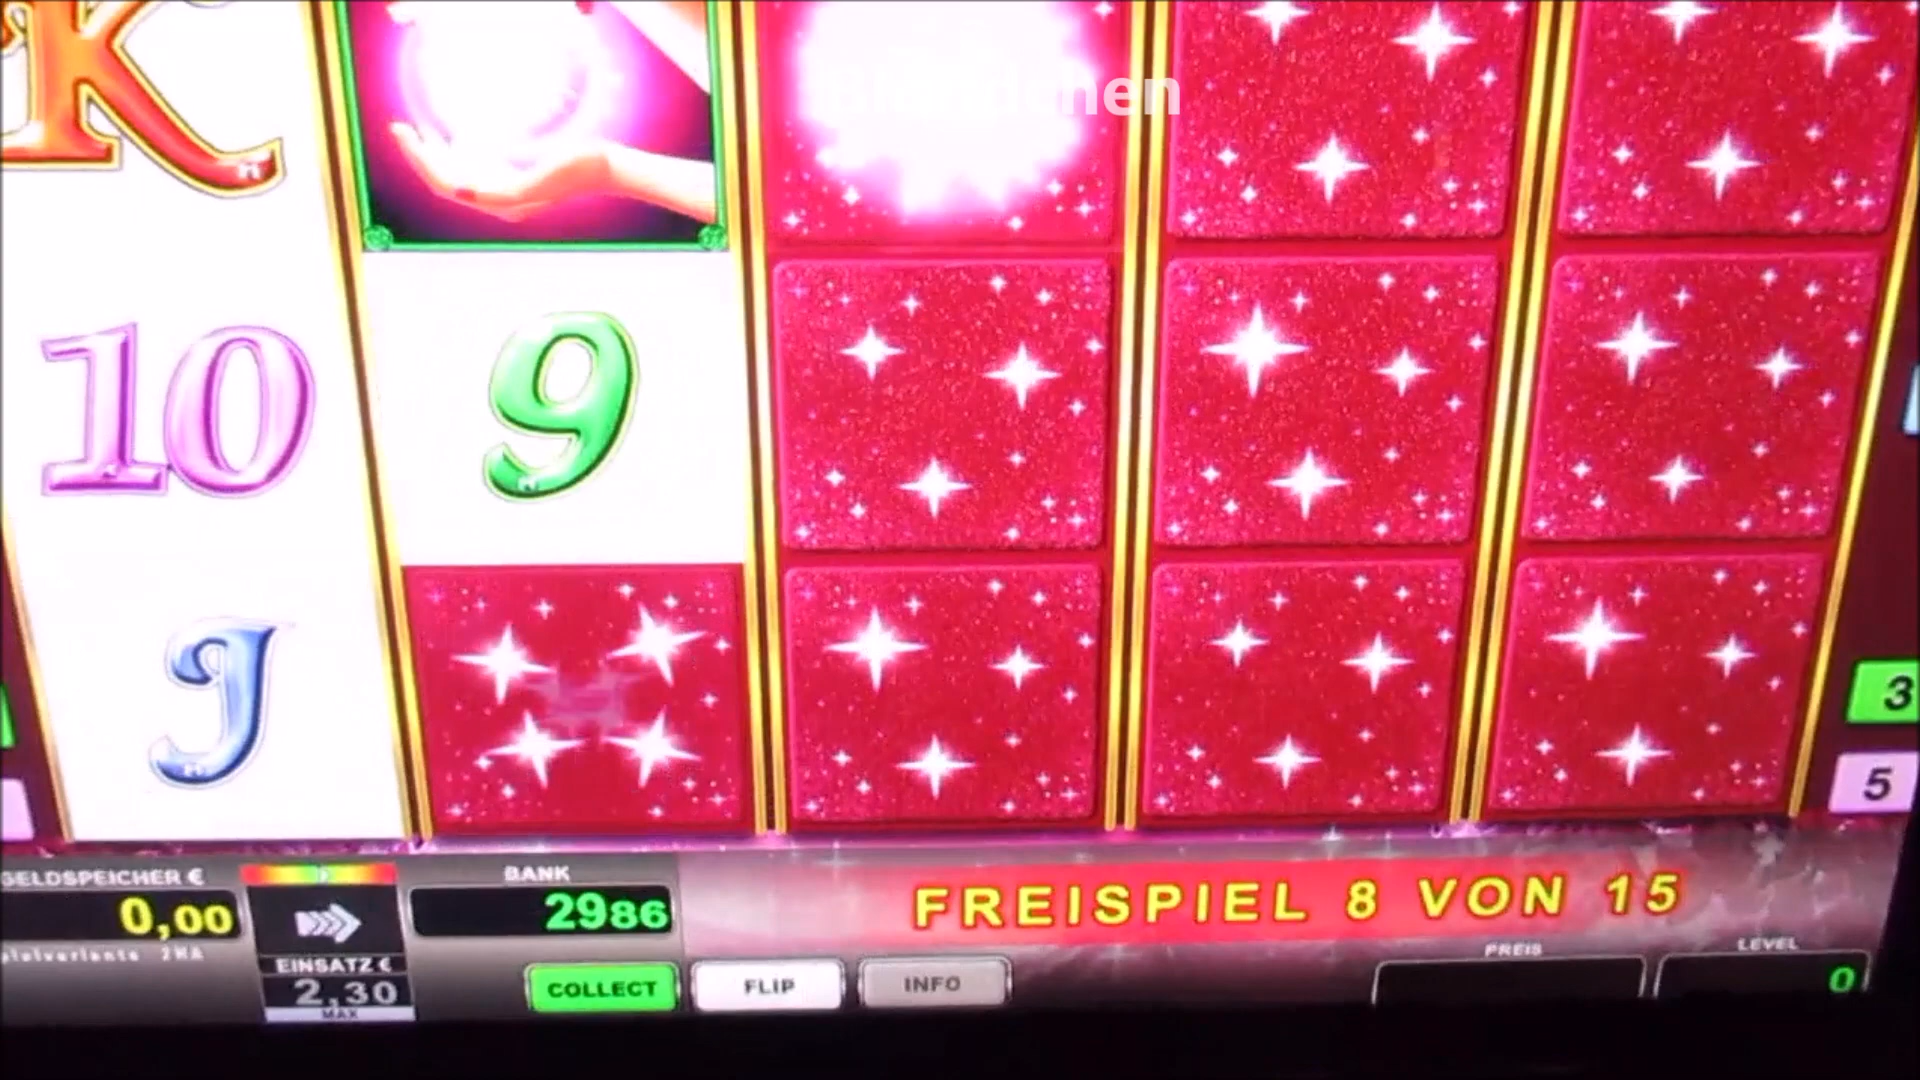 K
10
9
J
3
5
GELDSPEICHER €
0,00
BANK
2986
FREISPIEL 8 VON 15
EINSATZ €
2,30
MAX
COLLECT
FLIP
INFO
PREIS
LEVEL
0